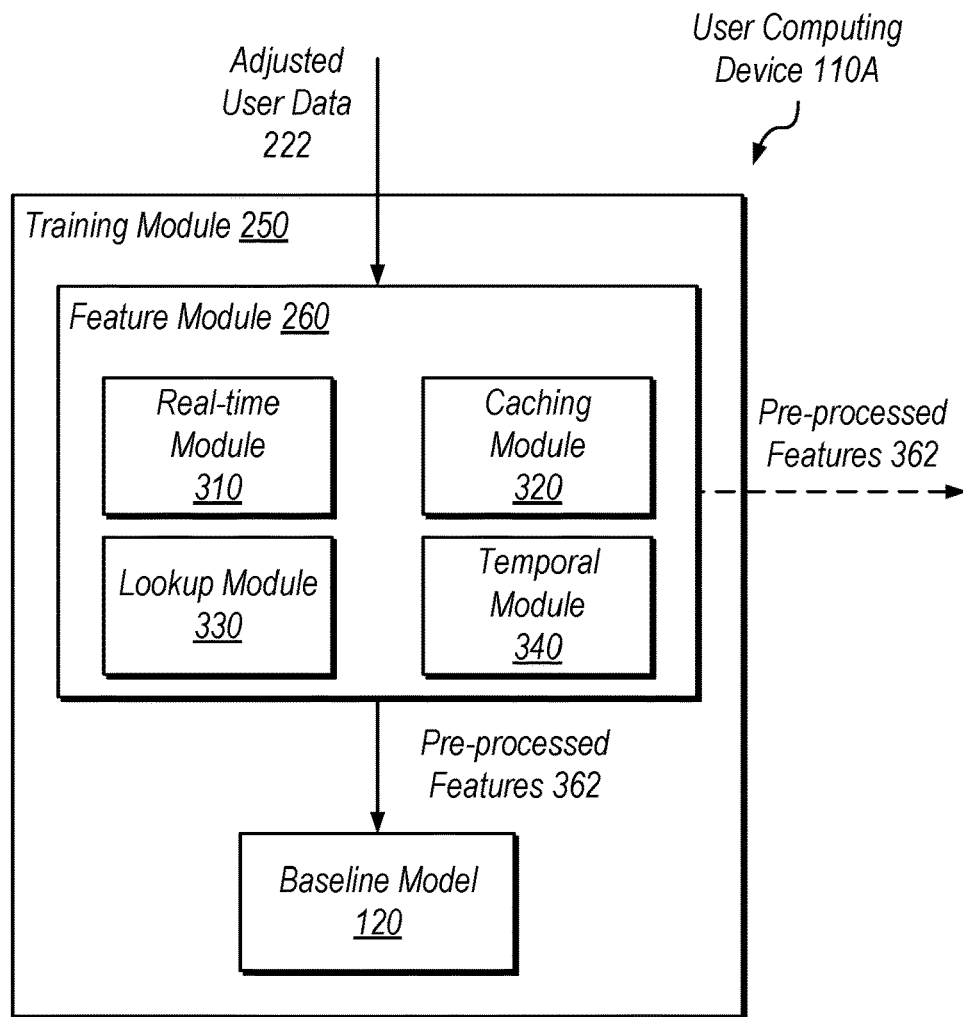 User Computing
Device 110A
Adjusted
User Data
222
Training Module 250
Feature Module 260
Real-time
Module
310
Caching
Module
320
Pre-processed
Features 362
Lookup Module
330
Temporal
Module
340
Pre-processed
Features 362
Baseline Model
120